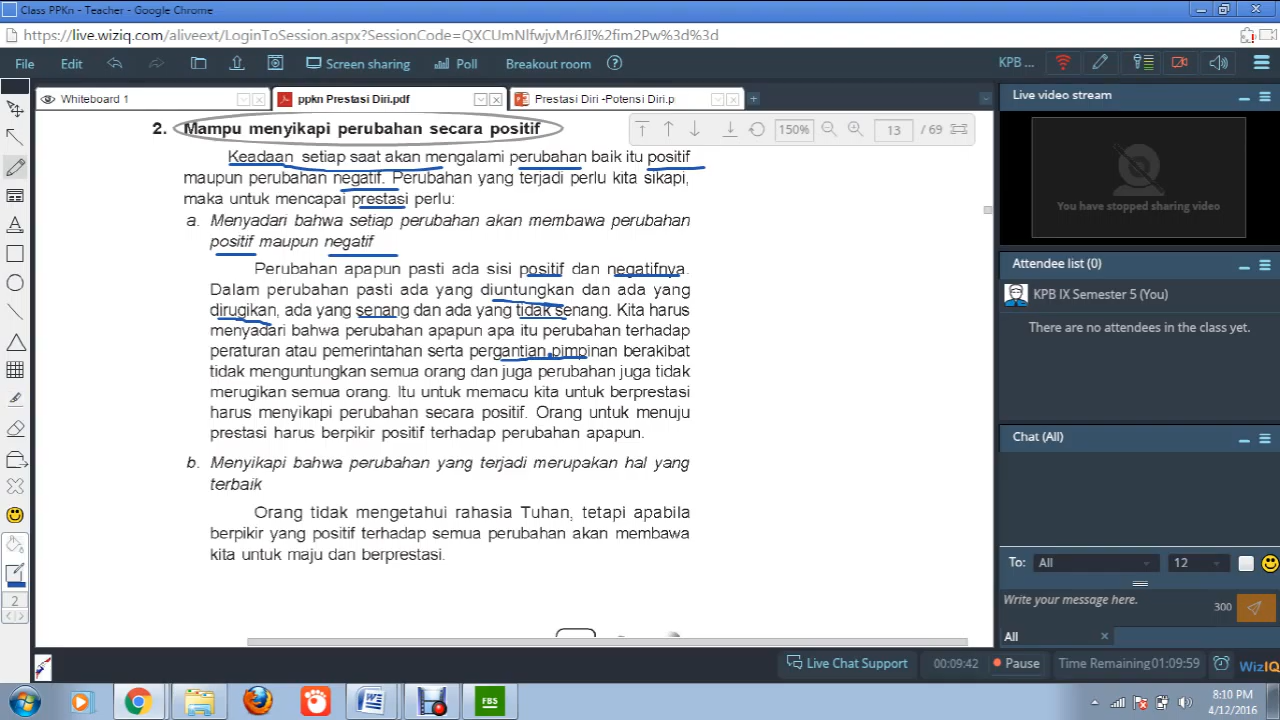 Class PPKn - Teacher - Google Chrome
https://live.wiziq.com/aliveext/LoginToSession.aspx?SessionCode=QXCUmNlfwjvMr6JI%2fim2Pw%3d%3d
File Edit Screen sharing Poll Breakout room ? KPB ...
Whiteboard 1 ppkn Prestasi Diri.pdf Prestasi Diri -Potensi Diri.p
150% 13 / 69
2. Mampu menyikapi perubahan secara positif
Keadaan setiap saat akan mengalami perubahan baik itu positif
maupun perubahan negatif. Perubahan yang terjadi perlu kita sikapi,
maka untuk mencapai prestasi perlu:
a. Menyadari bahwa setiap perubahan akan membawa perubahan
positif maupun negatif
Perubahan apapun pasti ada sisi positif dan negatifnya.
Dalam perubahan pasti ada yang diuntungkan dan ada yang
dirugikan, ada yang senang dan ada yang tidak senang. Kita harus
menyadari bahwa perubahan apapun apa itu perubahan terhadap
peraturan atau pemerintahan serta pergantian pimpinan berakibat
tidak menguntungkan semua orang dan juga perubahan juga tidak
merugikan semua orang. Itu untuk memacu kita untuk berprestasi
harus menyikapi perubahan secara positif. Orang untuk menuju
prestasi harus berpikir positif terhadap perubahan apapun.
b. Menyikapi bahwa perubahan yang terjadi merupakan hal yang
terbaik
Orang tidak mengetahui rahasia Tuhan, tetapi apabila
berpikir yang positif terhadap semua perubahan akan membawa
kita untuk maju dan berprestasi.
2
Live video stream
You have stopped sharing video
Attendee list (0)
KPB IX Semester 5 (You)
There are no attendees in the class yet.
Chat (All)
To: All 12
Write your message here.
300
All
Live Chat Support 00:09:42 Pause Time Remaining 01:09:59 WizIQ
FBS
8:10 PM
4/12/2016